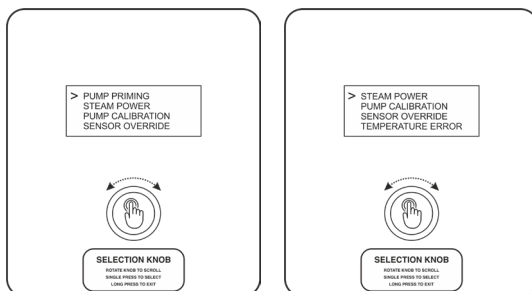 > PUMP PRIMING
STEAM POWER
PUMP CALIBRATION
SENSOR OVERRIDE
SELECTION KNOB
ROTATE KNOB TO SCROLL
SINGLE PRESS TO SELECT
LONG PRESS TO EXIT
> STEAM POWER
PUMP CALIBRATION
SENSOR OVERRIDE
TEMPERATURE ERROR
SELECTION KNOB
ROTATE KNOB TO SCROLL
SINGLE PRESS TO SELECT
LONG PRESS TO EXIT